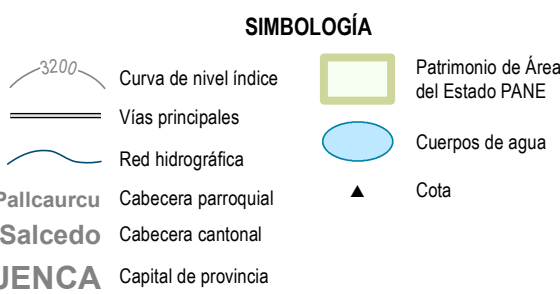 SIMBOLOGÍA
3200
Curva de nivel índice
Vías principales
Red hidrográfica
Pallcaurcu Cabecera parroquial
Salcedo Cabecera cantonal
UENCA Capital de provincia
Patrimonio de Área
del Estado PANE
Cuerpos de agua
Cota